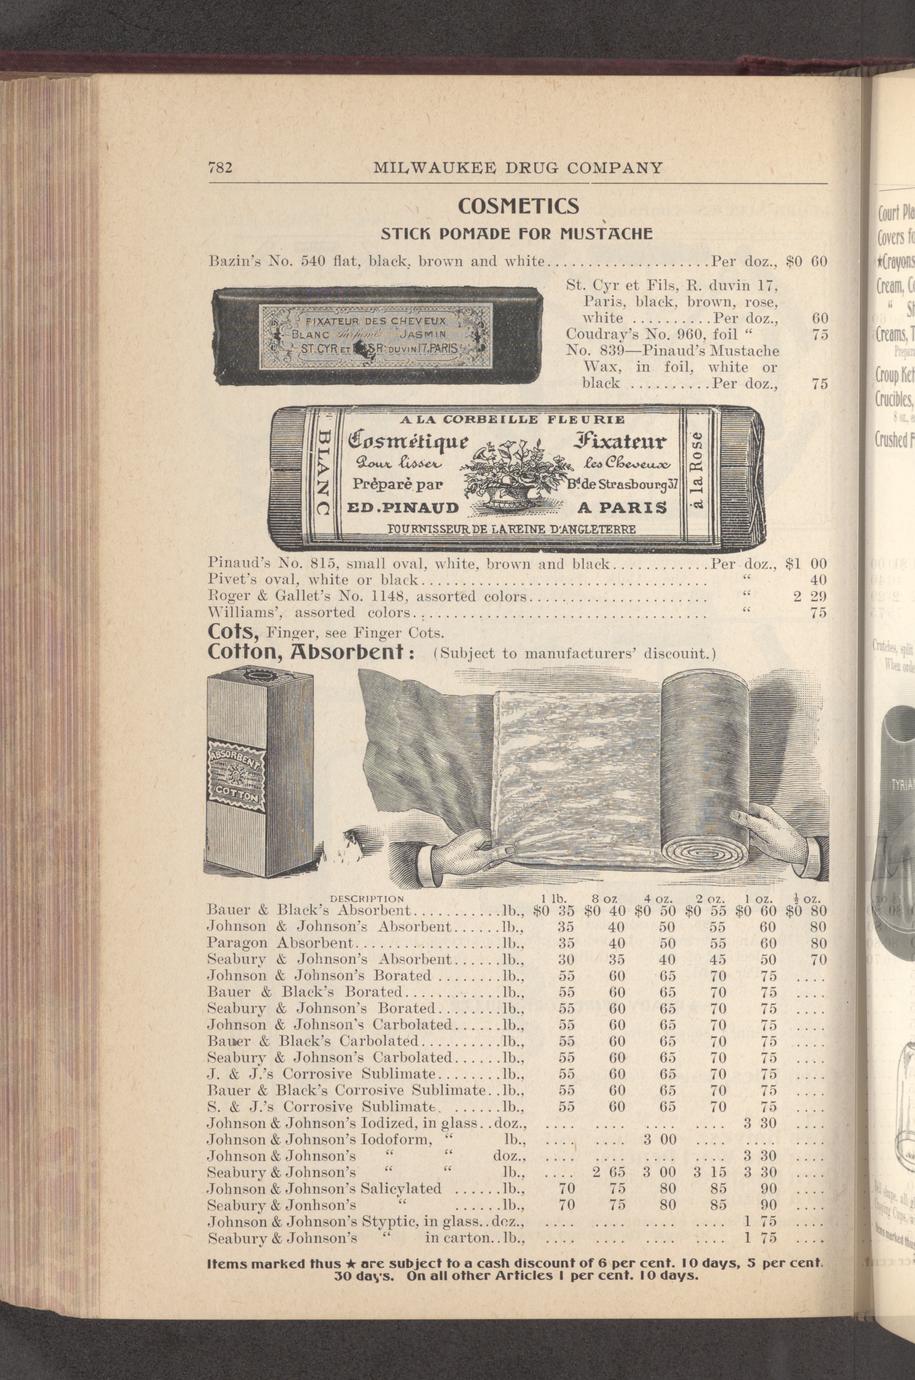 782 MILWAUKEE DRUG COMPANY
COSMETICS
STICK POMADE FOR MUSTACHE
Bazin's No. 540 flat, black, brown and white....................Per doz., $0 60
FIXATEUR DES CHEVEUX
BLANC Parfumé JASMIN
ST. CYR ET FILS R. DUVIN 17. PARIS
St. Cyr et Fils, R. duvin 17,
Paris, black, brown, rose,
white ..........Per doz., 60
Coudray's No. 960, foil “ 75
No. 839—Pinaud's Mustache
Wax, in foil, white or
black ..........Per doz., 75
A LA CORBEILLE FLEURIE
BLANC
Cosmétique Fixateur
Pour lisser les Cheveux
Préparé par Bd de Strasbourg 37
ED. PINAUD A PARIS
FOURNISSEUR DE LA REINE D'ANGLETERRE
à la Rose
Pinaud's No. 815, small oval, white, brown and black............Per doz., $1 00
Pivet's oval, white or black.................................. “ 40
Roger & Gallet's No. 1148, assorted colors..................... “ 2 29
Williams', assorted colors................................... “ 75
Cots, Finger, see Finger Cots.
Cotton, Absorbent: (Subject to manufacturers' discount.)
ABSORBENT
COTTON
DESCRIPTION 1 lb. 8 oz 4 oz. 2 oz. 1 oz. ½ oz.
Bauer & Black's Absorbent...........lb., $0 35 $0 40 $0 50 $0 55 $0 60 $0 80
Johnson & Johnson's Absorbent......lb., 35 40 50 55 60 80
Paragon Absorbent.................lb., 35 40 50 55 60 80
Seabury & Johnson's Absorbent......lb., 30 35 40 45 50 70
Johnson & Johnson's Borated ........lb., 55 60 65 70 75 ....
Bauer & Black's Borated............lb., 55 60 65 70 75 ....
Seabury & Johnson's Borated........lb., 55 60 65 70 75 ....
Johnson & Johnson's Carbolated......lb., 55 60 65 70 75 ....
Bauer & Black's Carbolated..........lb., 55 60 65 70 75 ....
Seabury & Johnson's Carbolated......lb., 55 60 65 70 75 ....
J. & J.'s Corrosive Sublimate........lb., 55 60 65 70 75 ....
Bauer & Black's Corrosive Sublimate..lb., 55 60 65 70 75 ....
S. & J.'s Corrosive Sublimate. ......lb., 55 60 65 70 75 ....
Johnson & Johnson's Iodized, in glass..doz., .... .... .... .... 3 30 ....
Johnson & Johnson's Iodoform, “ lb., .... .... 3 00 .... .... ....
Johnson & Johnson's “ “ doz., .... .... .... .... 3 30 ....
Seabury & Johnson's “ “ lb., .... 2 65 3 00 3 15 3 30 ....
Johnson & Johnson's Salicylated ......lb., 70 75 80 85 90 ....
Seabury & Jonhson's “ ......lb., 70 75 80 85 90 ....
Johnson & Johnson's Styptic, in glass..doz., .... .... .... .... 1 75 ....
Seabury & Johnson's “ in carton..lb., .... .... .... .... 1 75 ....
Items marked thus ★ are subject to a cash discount of 6 per cent. 10 days, 5 per cent.
30 days. On all other Articles 1 per cent. 10 days.
Court
Covers
★Crayons
Cream,
“
Creams,
Croup
Crucibles,
Crushed